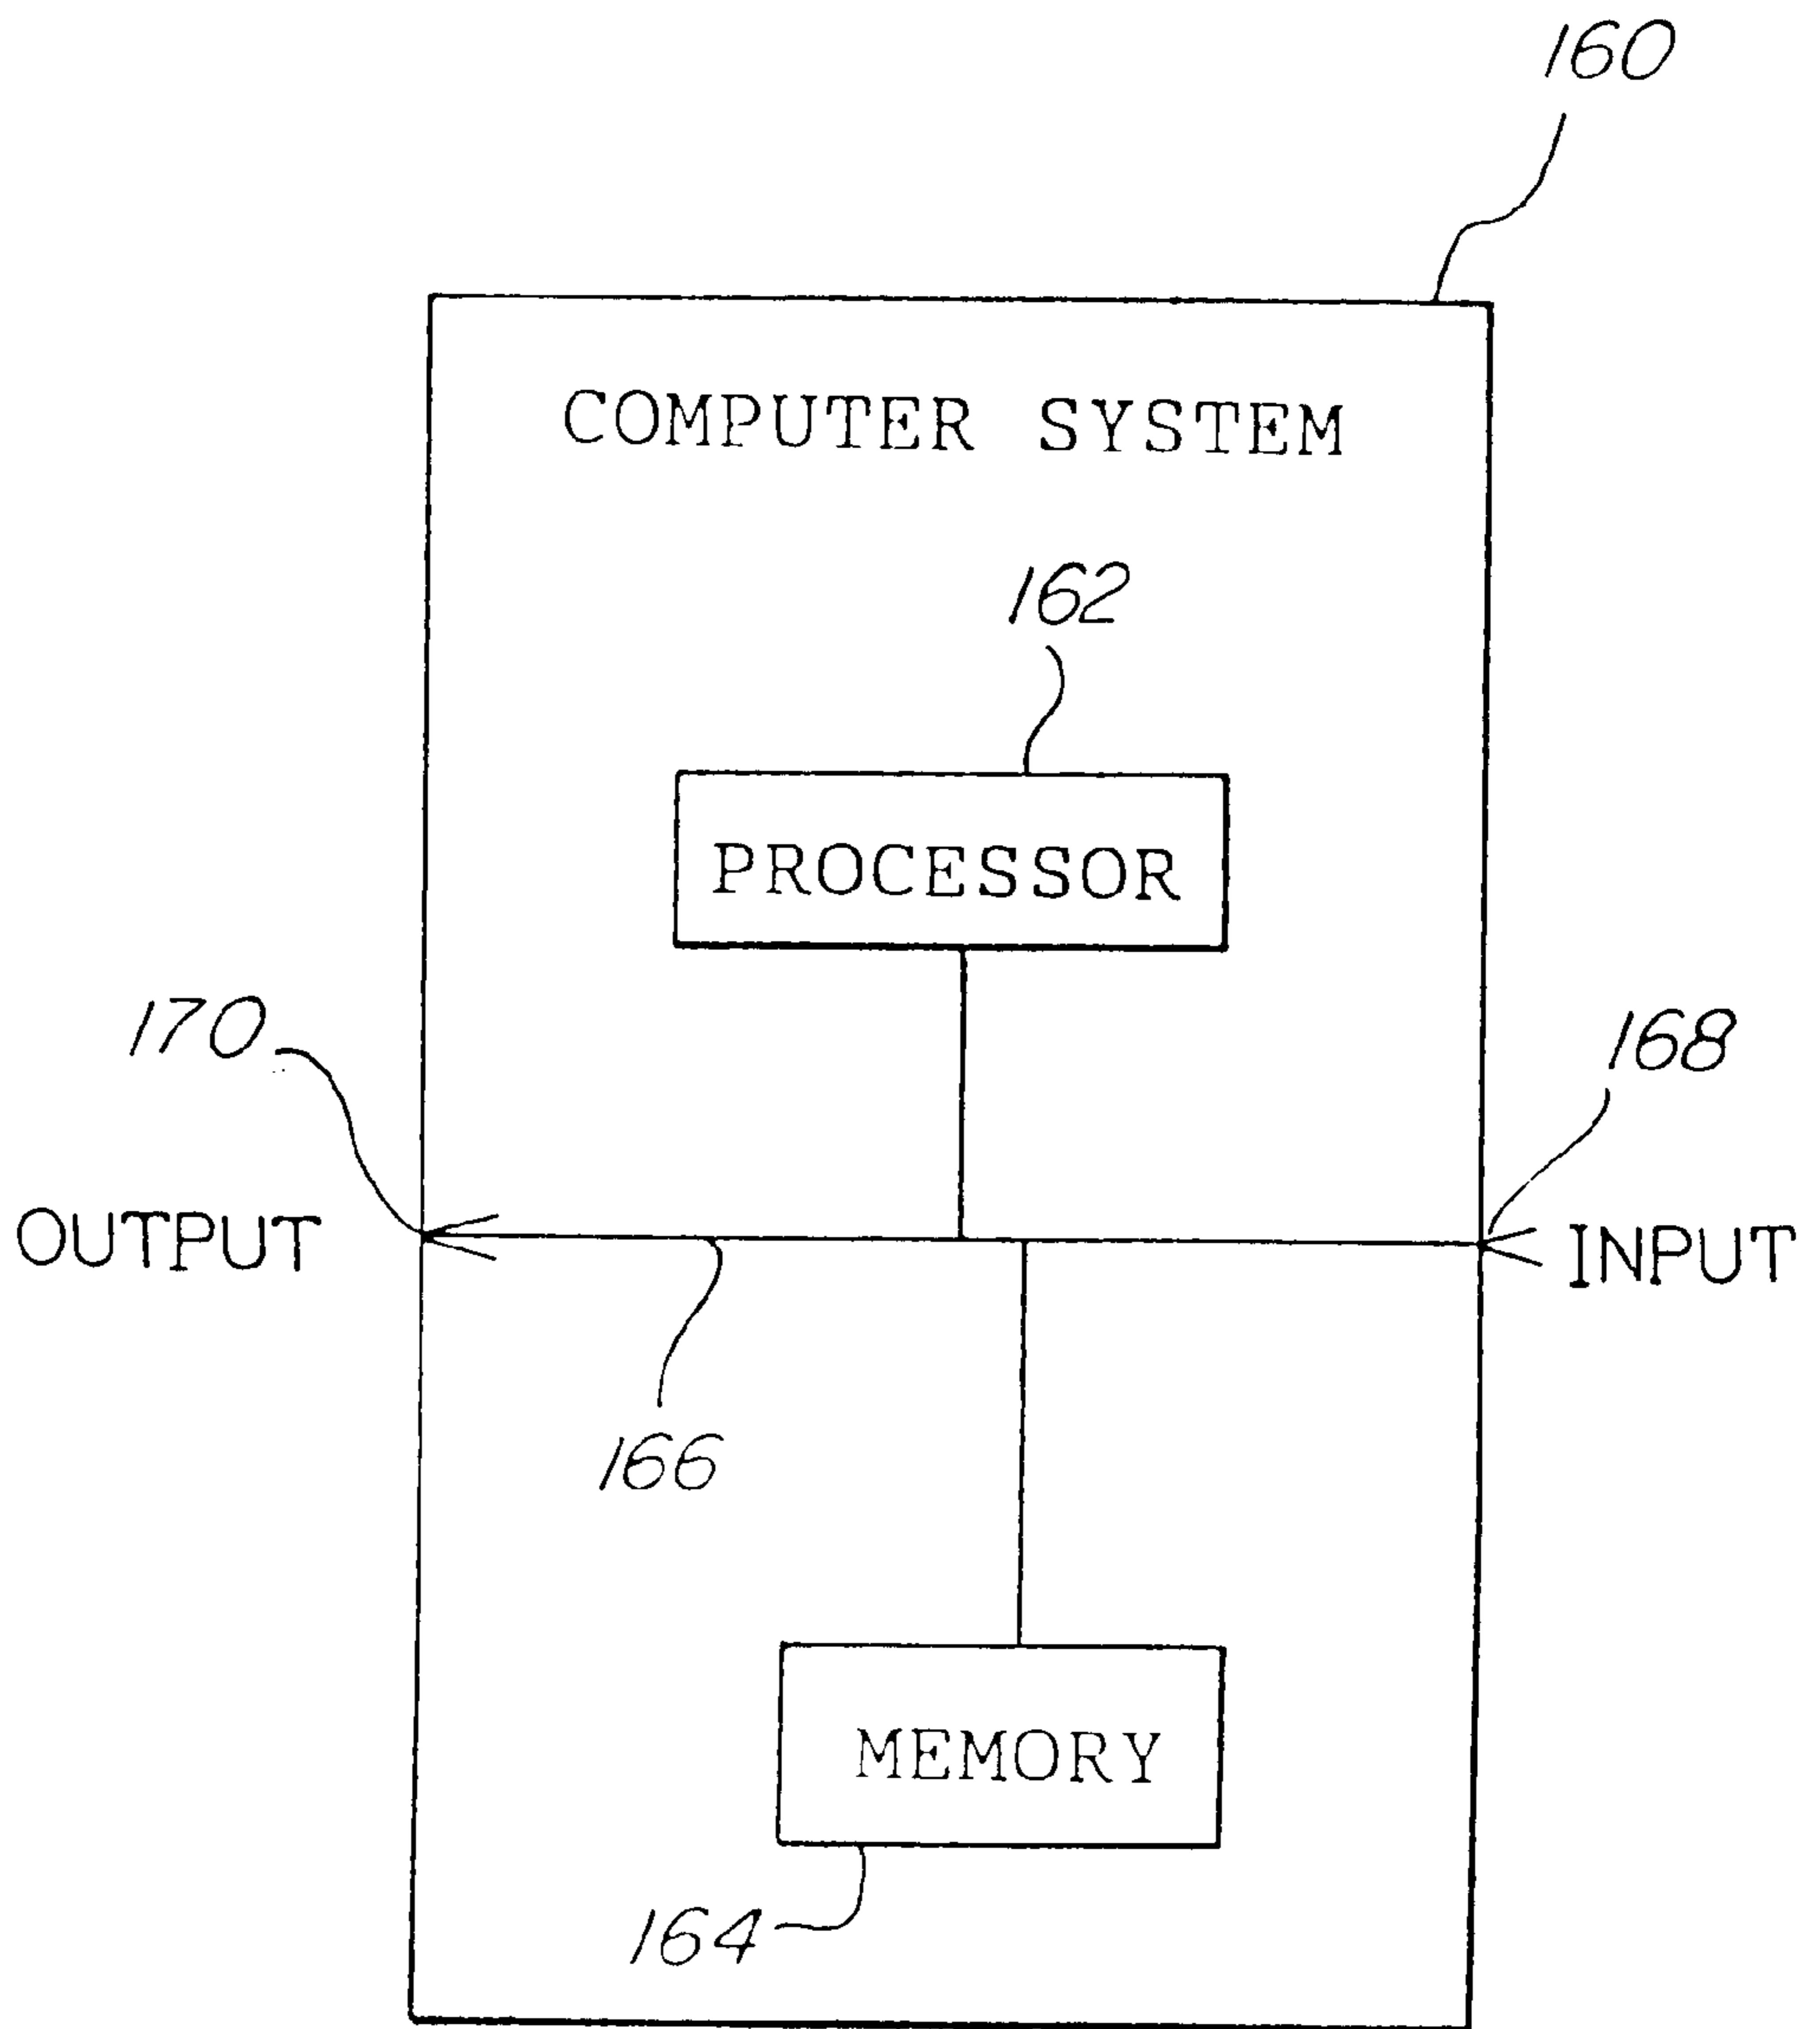 160
COMPUTER SYSTEM
162
PROCESSOR
170
168
OUTPUT
INPUT
166
MEMORY
164